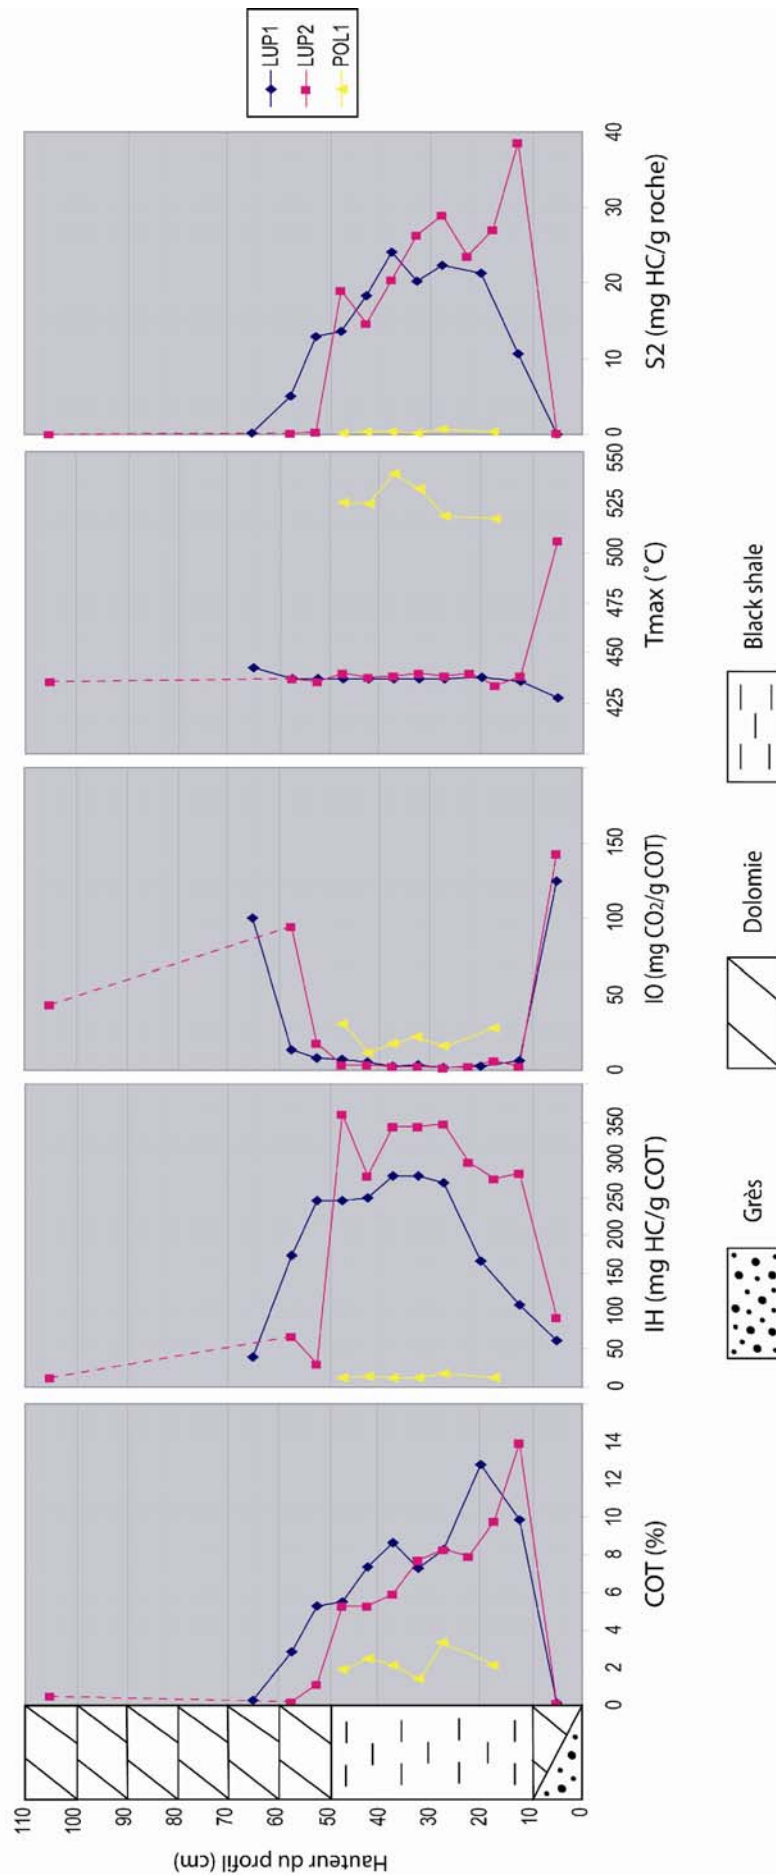 LUP1
LUP2
POL1
Hauteur du profil (cm)
110
100
90
80
70
60
50
40
30
20
10
0
0 2 4 6 8 10 12 14
COT (%)
0 50 100 150 200 250 300 350
IH (mg HC/g COT)
0 50 100 150
IO (mg CO2/g COT)
425 450 475 500 525 550
Tmax (˚C)
0 10 20 30 40
S2 (mg HC/g roche)
Grès
Dolomie
Black shale